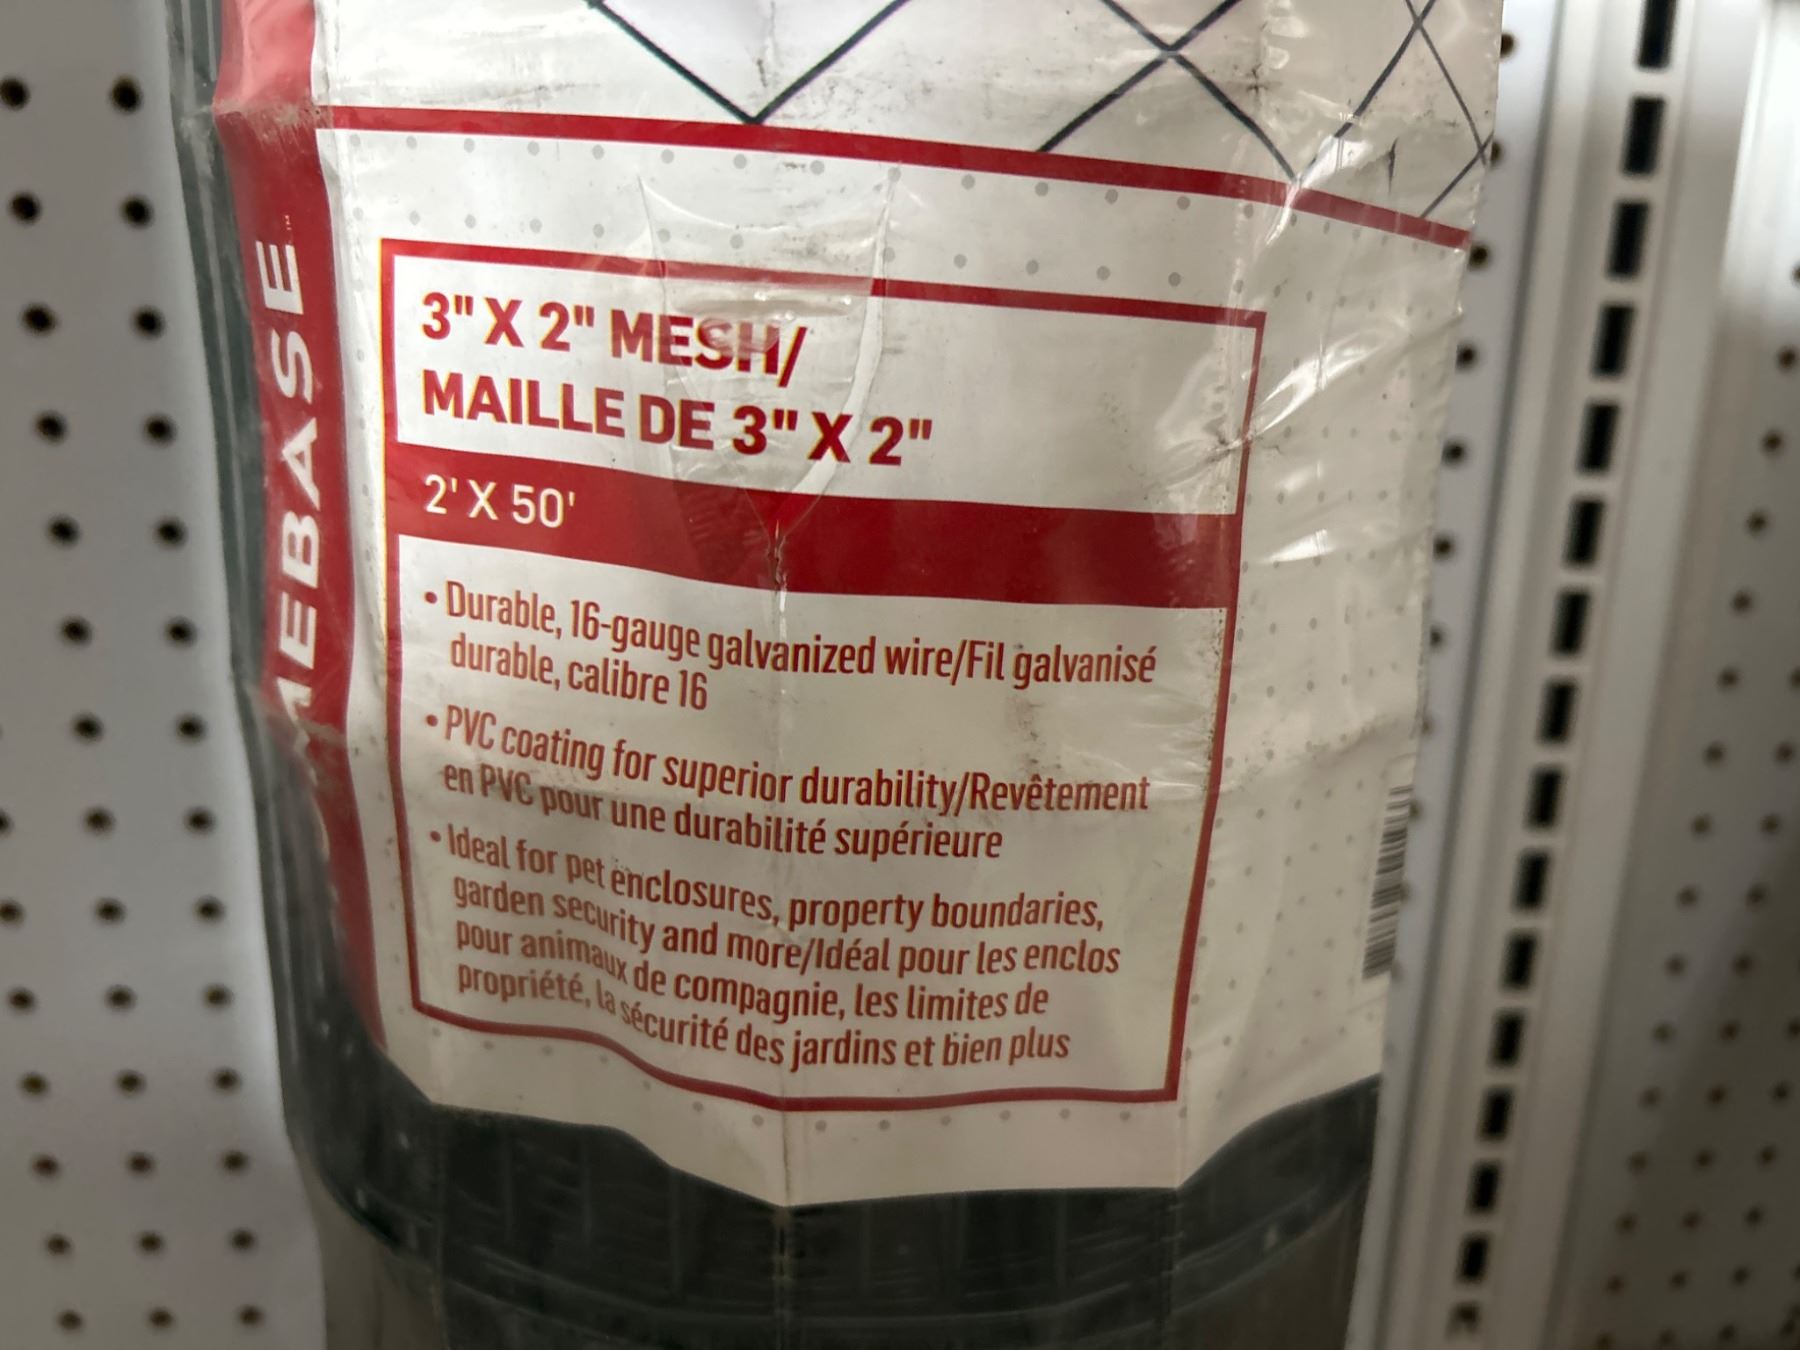 3" X 2" MESH/
MAILLE DE 3" X 2"
2' X 50'
• Durable, 16-gauge galvanized wire/Fil galvanisé
durable, calibre 16
• PVC coating for superior durability/Revêtement
en PVC pour une durabilité supérieure
• Ideal for pet enclosures, property boundaries,
garden security and more/Idéal pour les enclos
pour animaux de compagnie, les limites de
propriété, la sécurité des jardins et bien plus